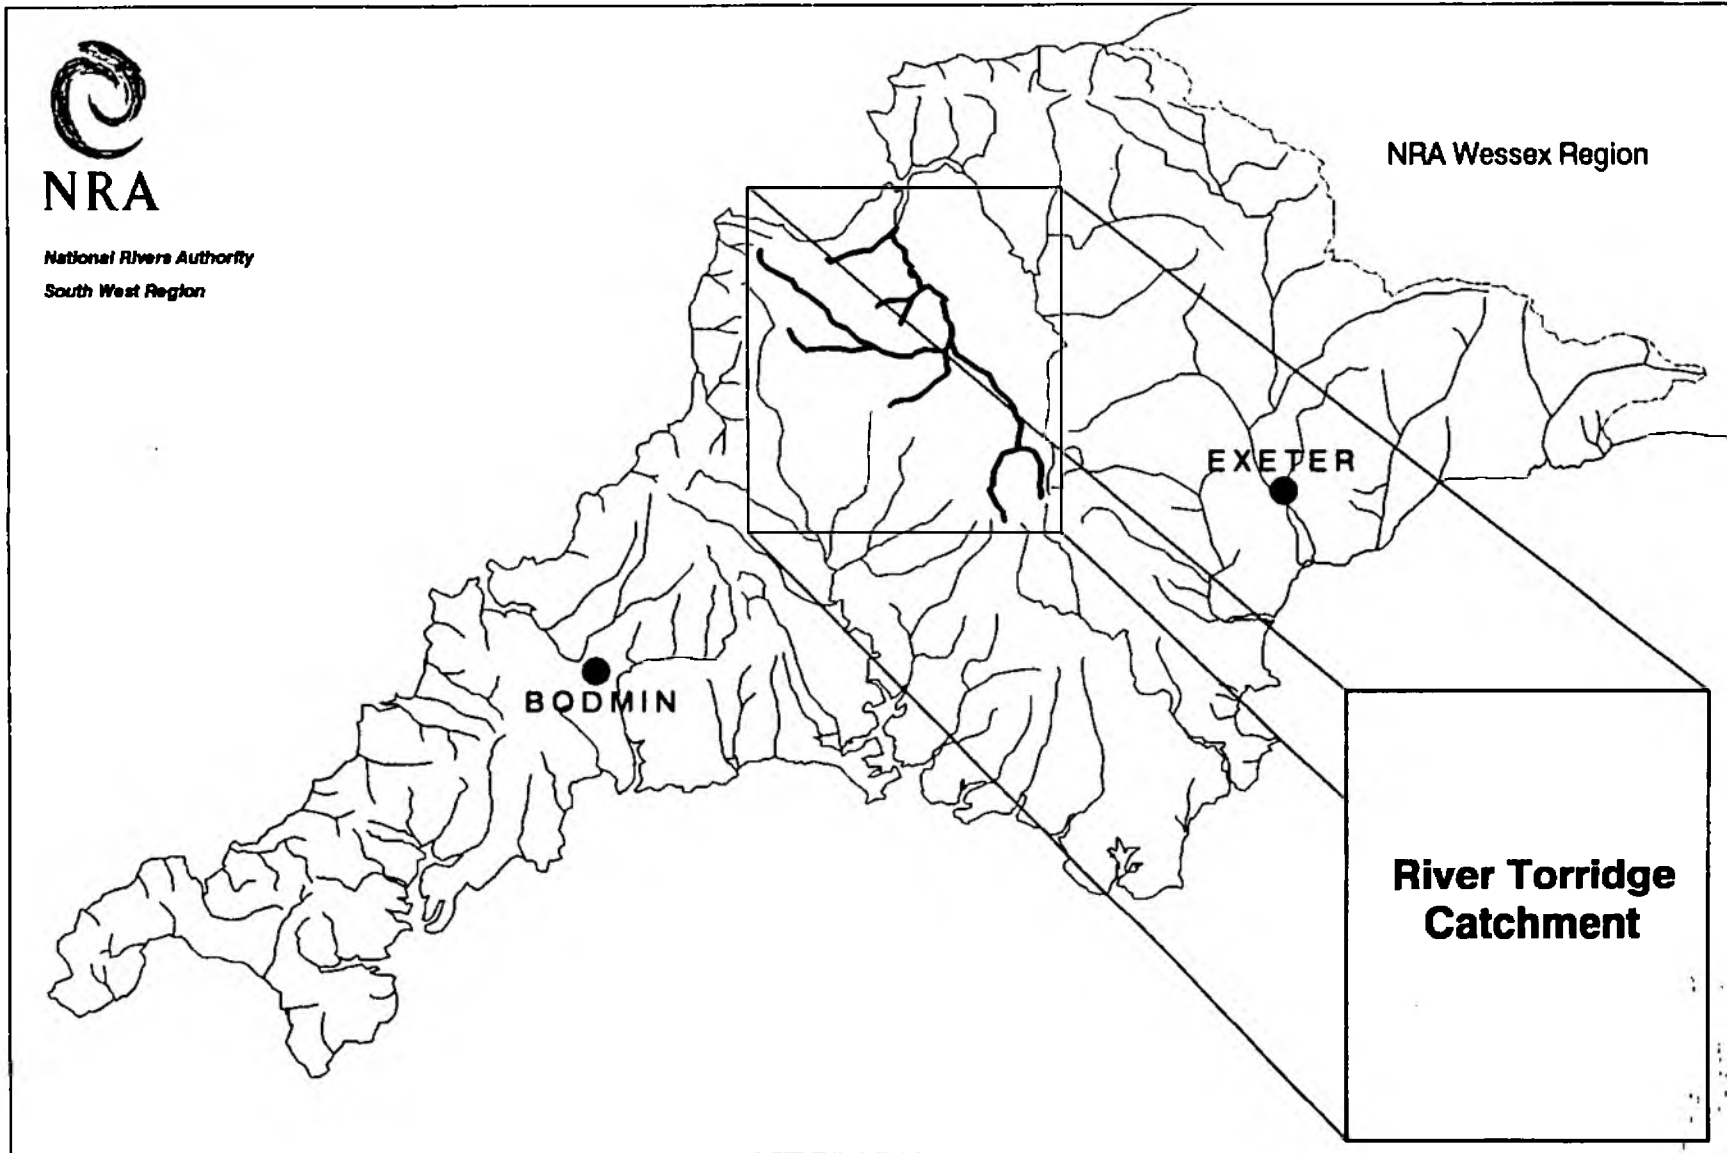 NRA
National Rivers Authority
South West Region
NRA Wessex Region
EXETER
BODMIN
River Torridge
Catchment